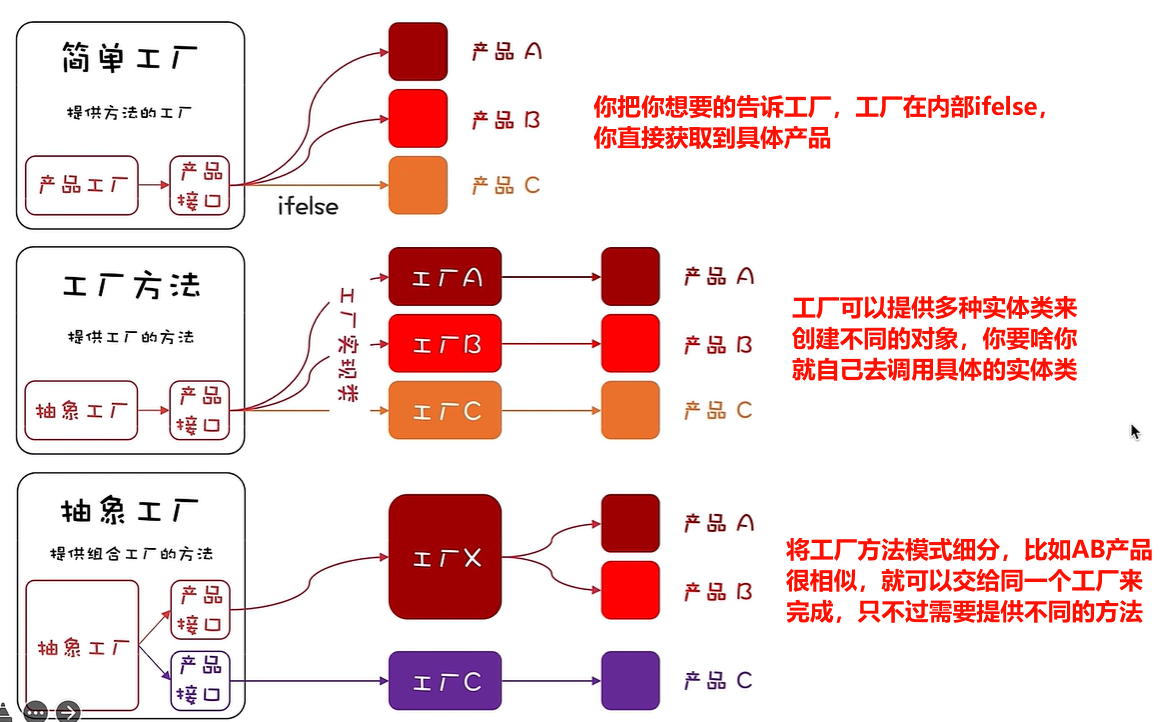 简单工厂
提供方法的工厂
产品工厂
产品
接口
ifelse
产品 A
产品 B
产品 C
你把你想要的告诉工厂，工厂在内部ifelse，
你直接获取到具体产品
工厂方法
提供工厂的方法
抽象工厂
产品
接口
工厂实现类
工厂A
工厂B
工厂C
产品 A
产品 B
产品 C
工厂可以提供多种实体类来
创建不同的对象，你要啥你
就自己去调用具体的实体类
抽象工厂
提供组合工厂的方法
抽象工厂
产品
接口
产品
接口
工厂X
工厂C
产品 A
产品 B
产品 C
将工厂方法模式细分，比如AB产品
很相似，就可以交给同一个工厂来
完成，只不过需要提供不同的方法